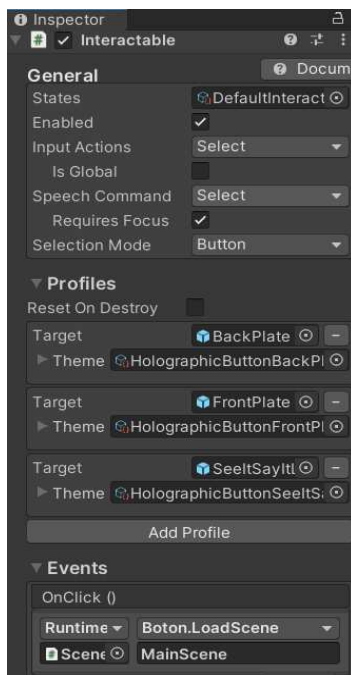 Inspector
Interactable
General
Docum
States DefaultInteract
Enabled
Input Actions Select
Is Global
Speech Command Select
Requires Focus
Selection Mode Button
Profiles
Reset On Destroy
Target BackPlate
Theme HolographicButtonBackPl
Target FrontPlate
Theme HolographicButtonFrontPl
Target SeeItSayItL
Theme HolographicButtonSeeItS
Add Profile
Events
OnClick ()
Runtime Boton.LoadScene
Scene MainScene